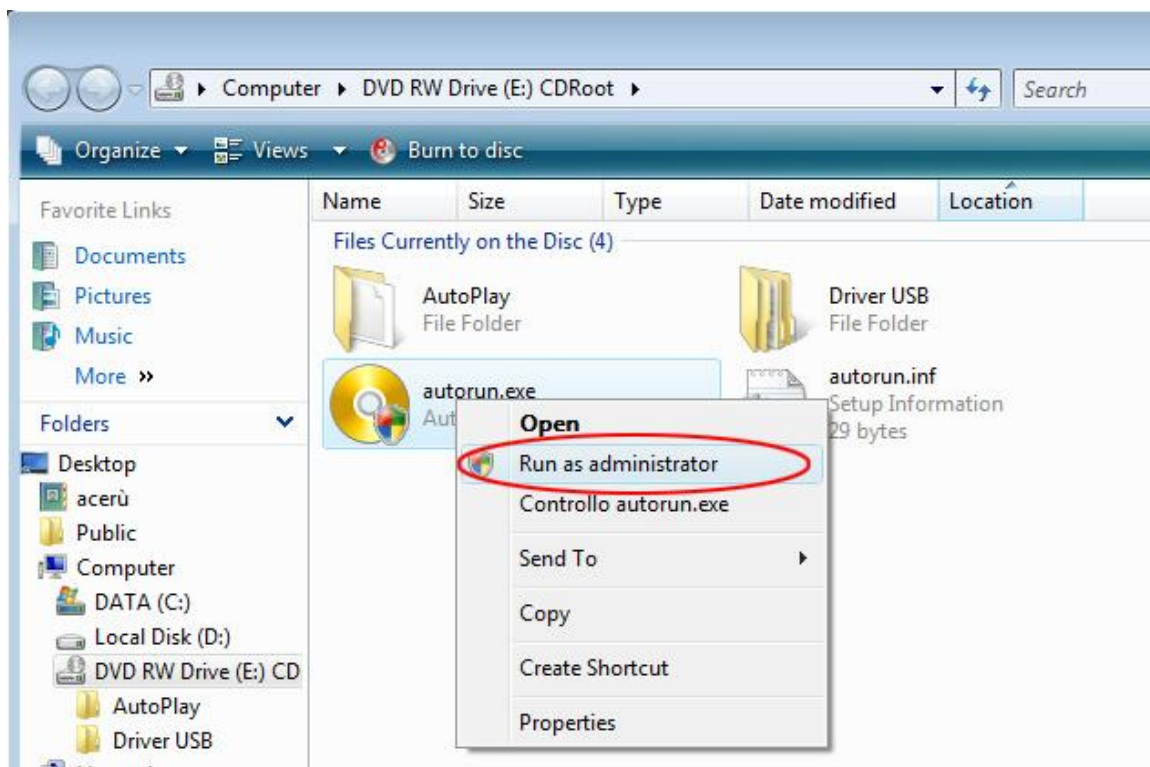 Computer ▸ DVD RW Drive (E:) CDRoot ▸
Search
Organize Views Burn to disc
Favorite Links
Documents
Pictures
Music
More »
Folders
Desktop
acerù
Public
Computer
DATA (C:)
Local Disk (D:)
DVD RW Drive (E:) CD
AutoPlay
Driver USB
Name Size Type Date modified Location
Files Currently on the Disc (4)
AutoPlay
File Folder
Driver USB
File Folder
autorun.exe
autorun.inf
Setup Information
29 bytes
Open
Run as administrator
Controllo autorun.exe
Send To
Copy
Create Shortcut
Properties